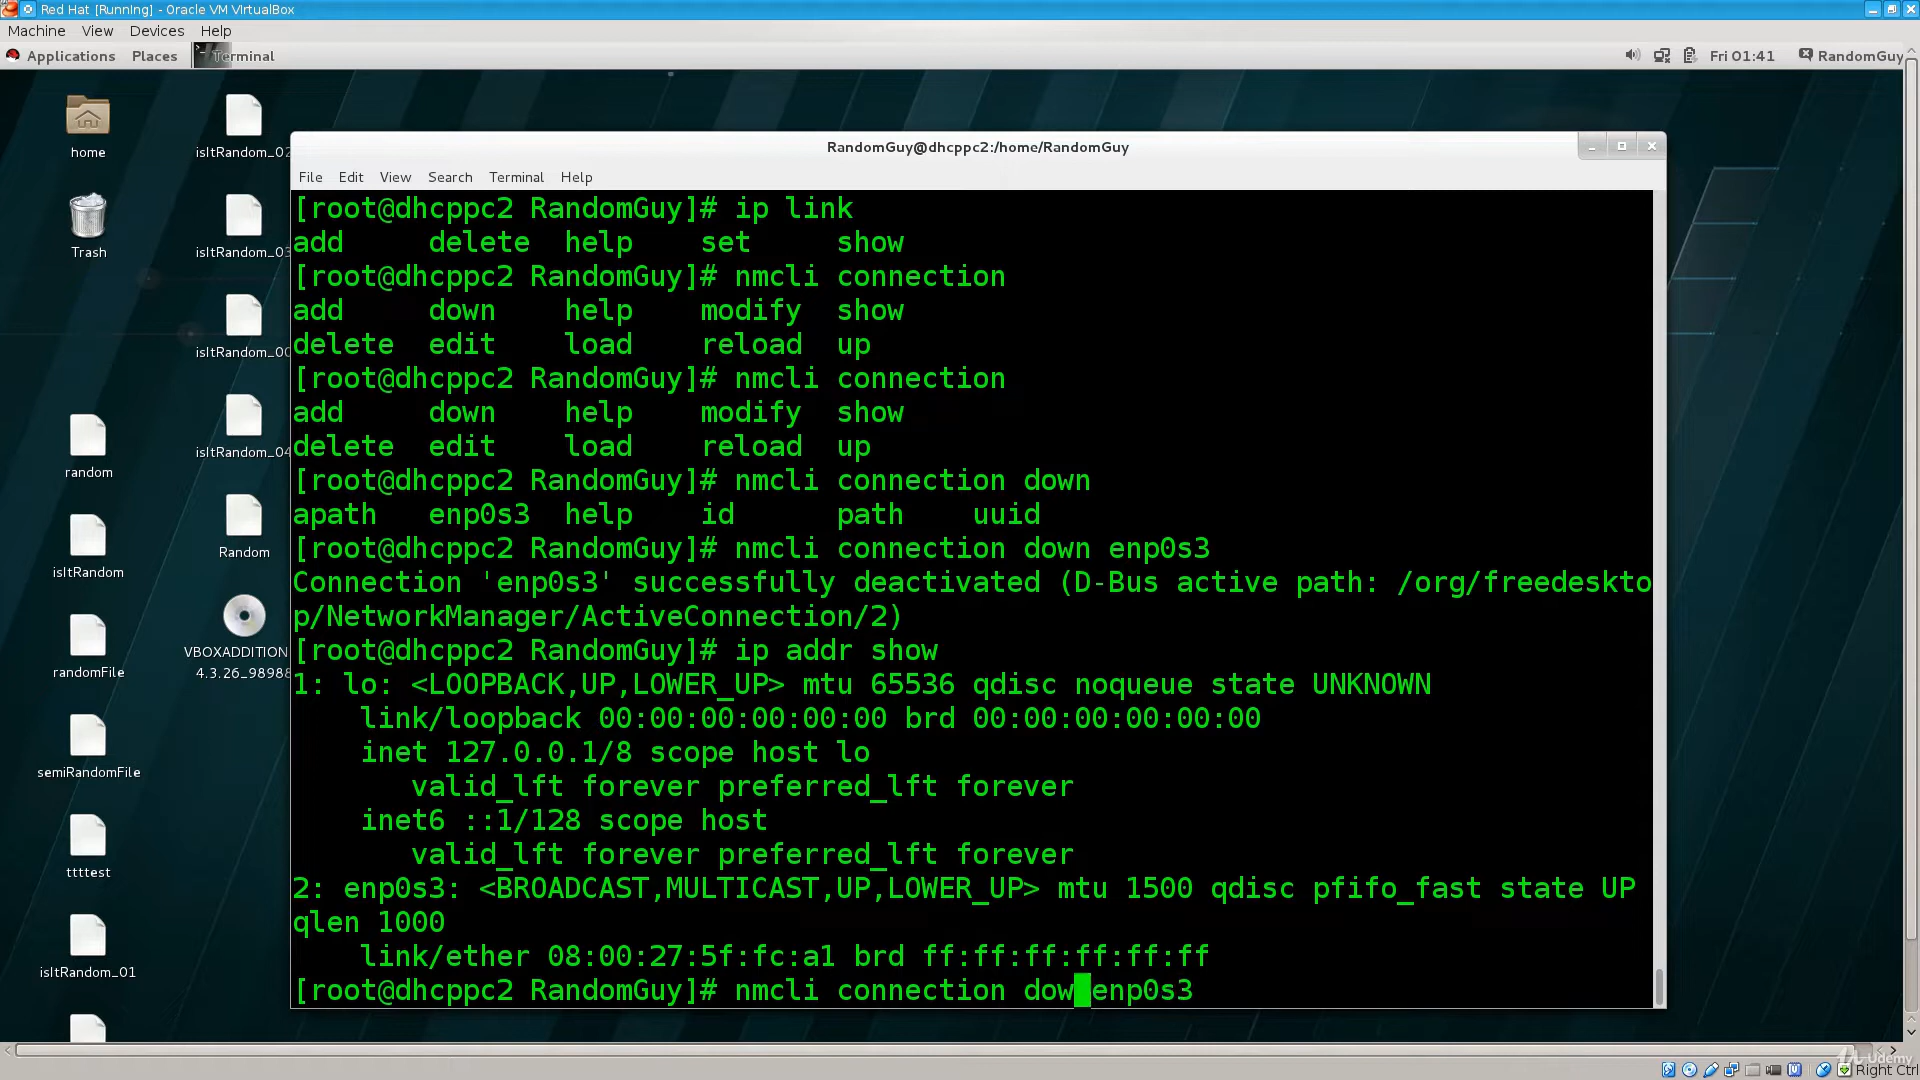 Red Hat [Running] - Oracle VM VirtualBox
Machine View Devices Help
Applications Places Terminal Fri 01:41 RandomGuy
home
Trash
random
isItRandom
randomFile
semiRandomFile
ttttest
isItRandom_01
isItRandom_02
isItRandom_03
isItRandom_00
isItRandom_04
Random
VBOXADDITION
4.3.26_98988
RandomGuy@dhcppc2:/home/RandomGuy
File Edit View Search Terminal Help
[root@dhcppc2 RandomGuy]# ip link
add delete help set show
[root@dhcppc2 RandomGuy]# nmcli connection
add down help modify show
delete edit load reload up
[root@dhcppc2 RandomGuy]# nmcli connection
add down help modify show
delete edit load reload up
[root@dhcppc2 RandomGuy]# nmcli connection down
apath enp0s3 help id path uuid
[root@dhcppc2 RandomGuy]# nmcli connection down enp0s3
Connection 'enp0s3' successfully deactivated (D-Bus active path: /org/freedeskto
p/NetworkManager/ActiveConnection/2)
[root@dhcppc2 RandomGuy]# ip addr show
1: lo: <LOOPBACK,UP,LOWER_UP> mtu 65536 qdisc noqueue state UNKNOWN
link/loopback 00:00:00:00:00:00 brd 00:00:00:00:00:00
inet 127.0.0.1/8 scope host lo
valid_lft forever preferred_lft forever
inet6 ::1/128 scope host
valid_lft forever preferred_lft forever
2: enp0s3: <BROADCAST,MULTICAST,UP,LOWER_UP> mtu 1500 qdisc pfifo_fast state UP
qlen 1000
link/ether 08:00:27:5f:fc:a1 brd ff:ff:ff:ff:ff:ff
[root@dhcppc2 RandomGuy]# nmcli connection dow enp0s3
Udemy
Right Ctrl